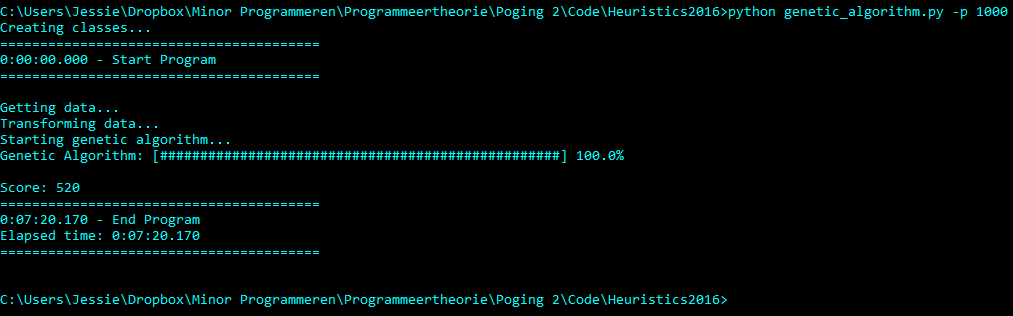 C:\Users\Jessie\Dropbox\Minor Programmeren\Programmeertheorie\Poging 2\Code\Heuristics2016>python genetic_algorithm.py -p 1000
Creating classes...
========================================
0:00:00.000 - Start Program
========================================
Getting data...
Transforming data...
Starting genetic algorithm...
Genetic Algorithm: [##################################################] 100.0%
Score: 520
========================================
0:07:20.170 - End Program
Elapsed time: 0:07:20.170
========================================
C:\Users\Jessie\Dropbox\Minor Programmeren\Programmeertheorie\Poging 2\Code\Heuristics2016>